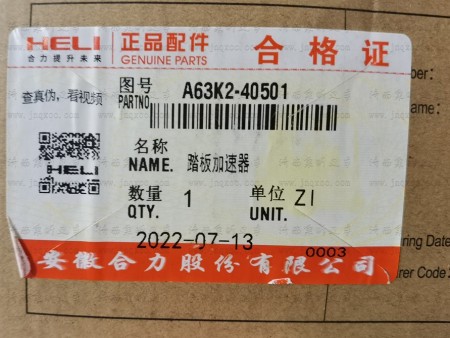 HELI 正品配件 合格证
合力提升未来 GENUINE PARTS
图号
PARTNO. A63K2-40501
查真伪，看视频
HELI
名称
NAME. 踏板加速器
数量 1 单位 ZI
QTY. UNIT.
2022-07-13
0003
安徽合力股份有限公司
mber:
Name:
ring Date
rer Code